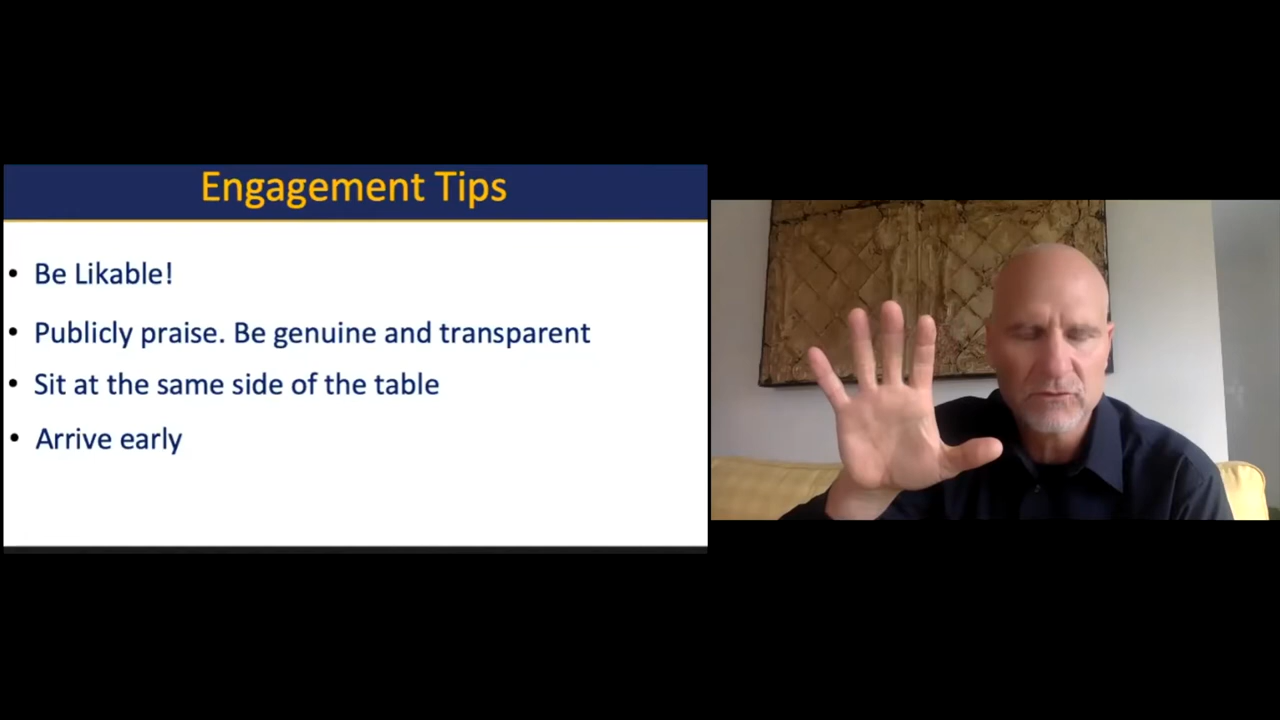 Engagement Tips
• Be Likable!
• Publicly praise. Be genuine and transparent
• Sit at the same side of the table
• Arrive early